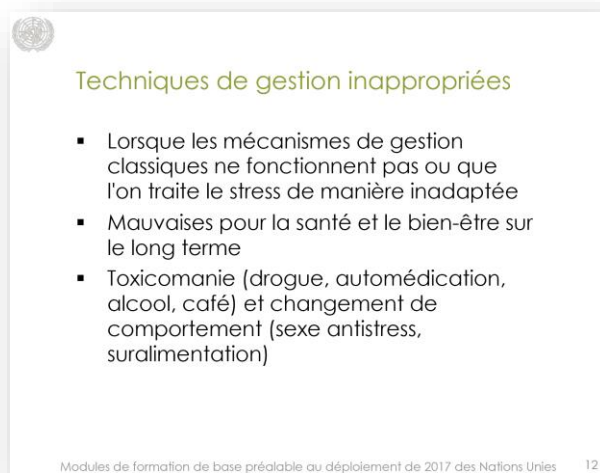 Techniques de gestion inappropriées
▪ Lorsque les mécanismes de gestion
classiques ne fonctionnent pas ou que
l'on traite le stress de manière inadaptée
▪ Mauvaises pour la santé et le bien-être sur
le long terme
▪ Toxicomanie (drogue, automédication,
alcool, café) et changement de
comportement (sexe antistress,
suralimentation)
Modules de formation de base préalable au déploiement de 2017 des Nations Unies 12